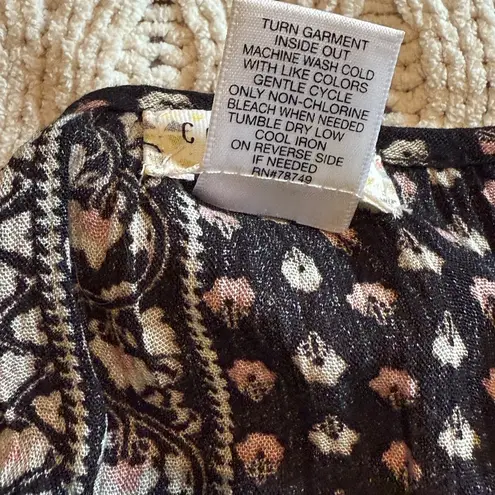 TURN GARMENT
INSIDE OUT
MACHINE WASH COLD
WITH LIKE COLORS
GENTLE CYCLE
ONLY NON-CHLORINE
BLEACH WHEN NEEDED
TUMBLE DRY LOW
COOL IRON
ON REVERSE SIDE
IF NEEDED
RN#78749